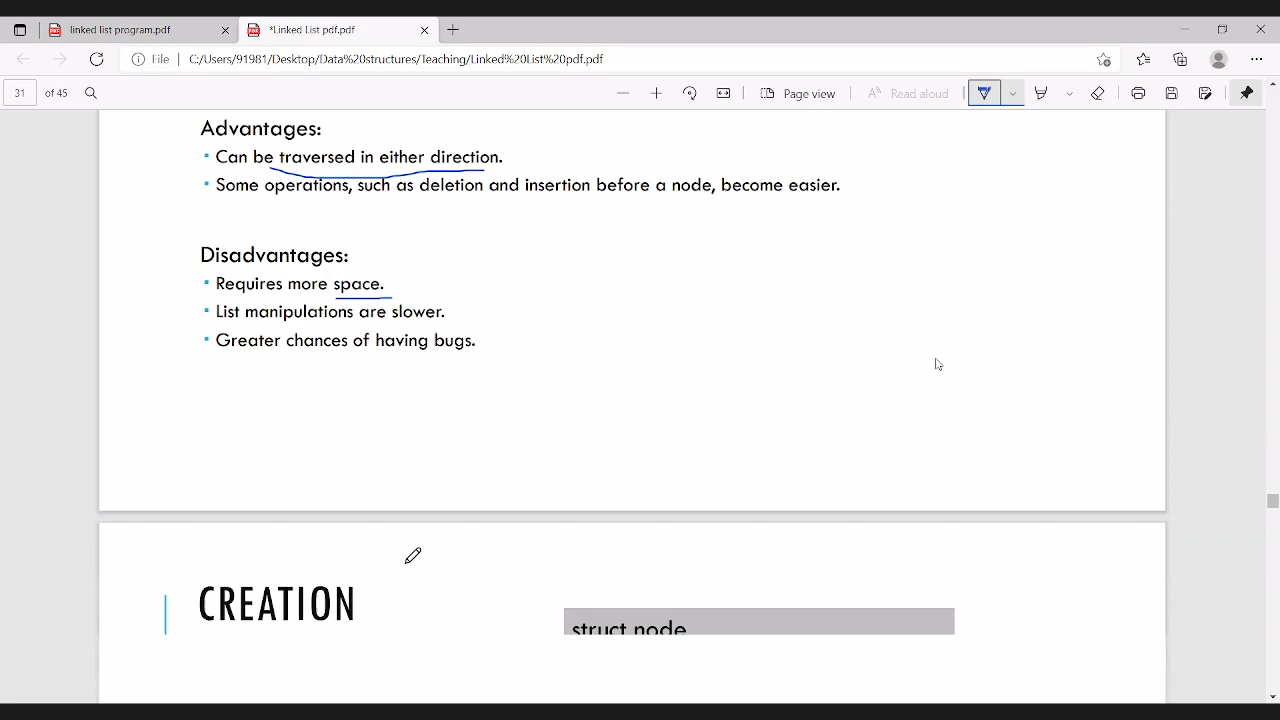 linked list program.pdf
*Linked List pdf.pdf
File
C:/Users/91981/Desktop/Data%20structures/Teaching/Linked%20List%20pdf.pdf
31 of 45
Page view
Read aloud
Advantages:
Can be traversed in either direction.
Some operations, such as deletion and insertion before a node, become easier.
Disadvantages:
Requires more space.
List manipulations are slower.
Greater chances of having bugs.
CREATION
struct node